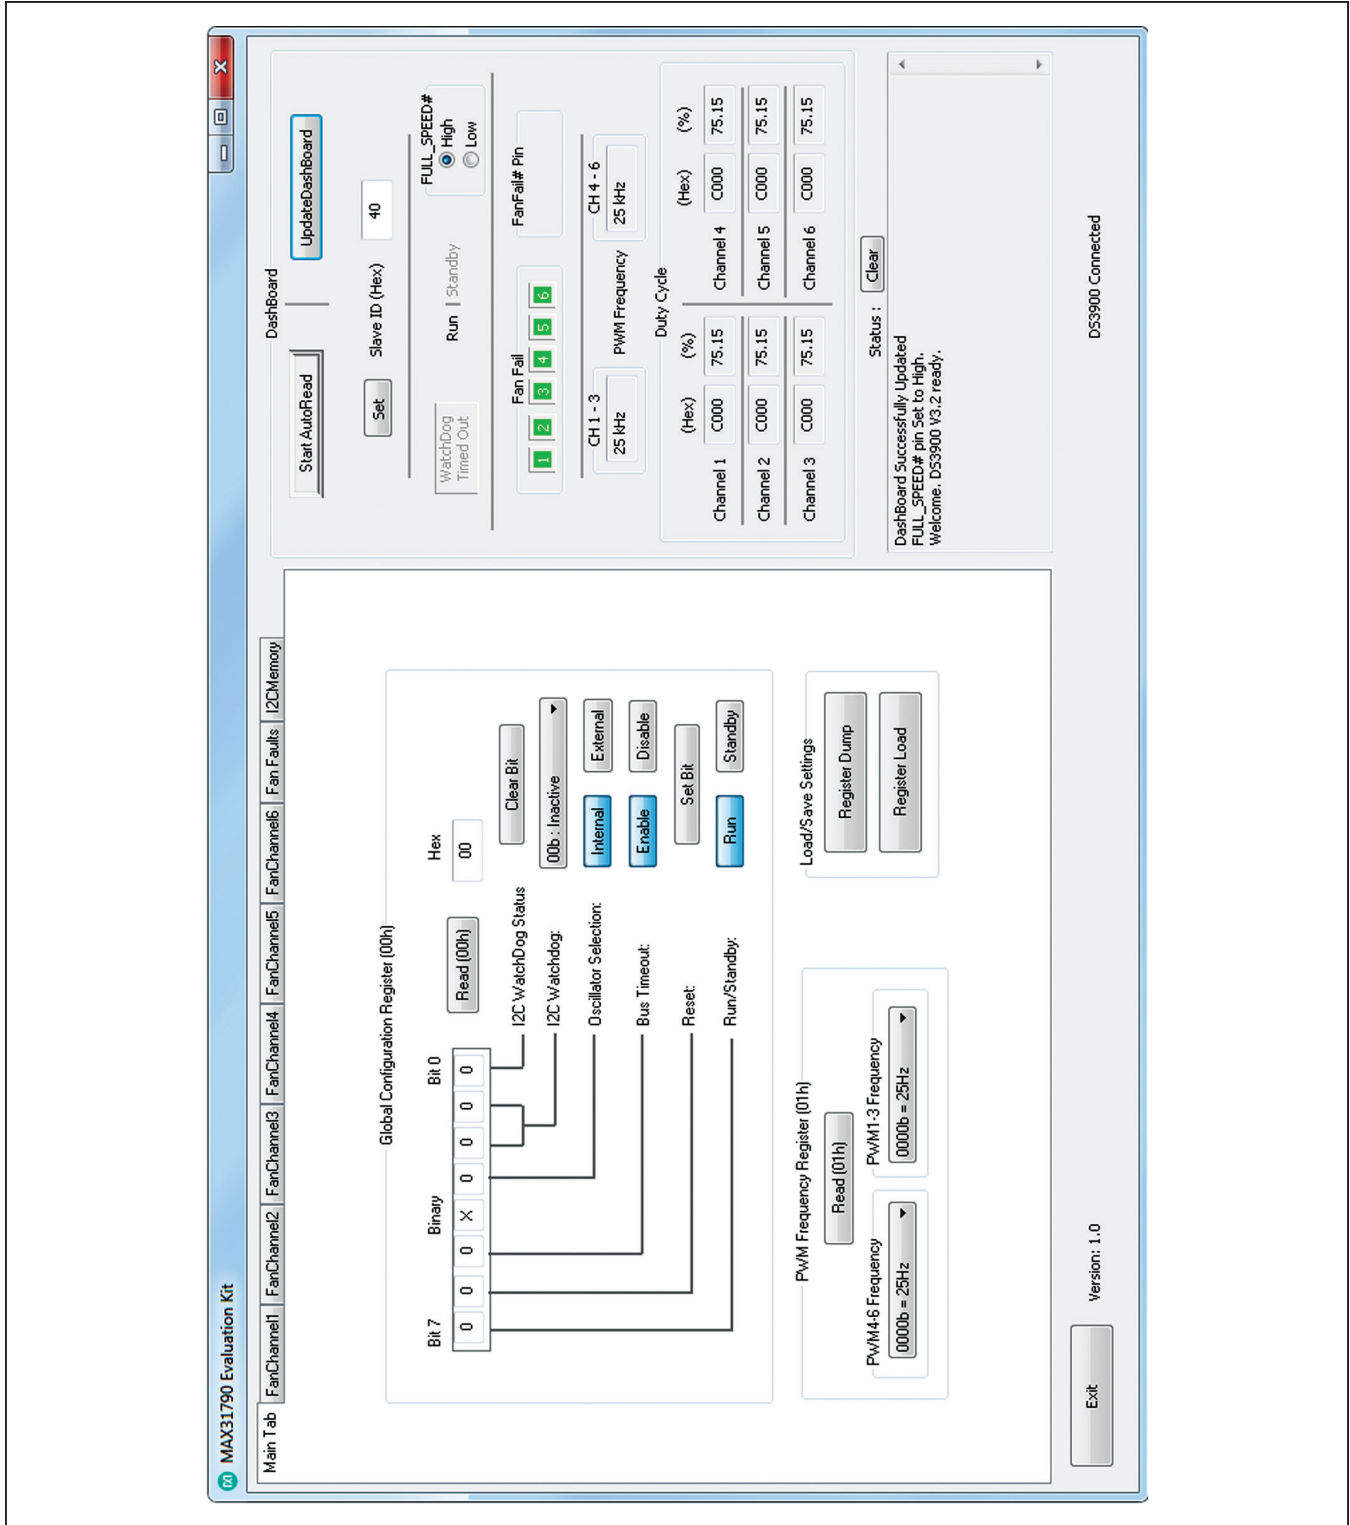 MAX31790 Evaluation Kit
Main Tab FanChannel1 FanChannel2 FanChannel3 FanChannel4 FanChannel5 FanChannel6 Fan Faults I2CMemory
Global Configuration Register (00h)
Bit 7 Binary Bit 0 Hex
0 0 0 X 0 0 0 0 Read (00h) 00
I2C WatchDog Status Clear Bit
I2C Watchdog: 00b : Inactive
Oscillator Selection: Internal External
Bus Timeout: Enable Disable
Reset: Set Bit
Run/Standby: Run Standby
PWM Frequency Register (01h)
Read (01h)
PWM4-6 Frequency PWM1-3 Frequency
0000b = 25Hz 0000b = 25Hz
Load/Save Settings
Register Dump
Register Load
DashBoard
Start AutoRead UpdateDashBoard
Set Slave ID (Hex) 40
WatchDog
Timed Out
Run | Standby
FULL_SPEED#
High
Low
Fan Fail FanFail# Pin
1 2 3 4 5 6
CH 1 - 3 PWM Frequency CH 4 - 6
25 kHz 25 kHz
Duty Cycle
(Hex) (%) (Hex) (%)
Channel 1 C000 75.15 Channel 4 C000 75.15
Channel 2 C000 75.15 Channel 5 C000 75.15
Channel 3 C000 75.15 Channel 6 C000 75.15
Status : Clear
DashBoard Successfully Updated
FULL_SPEED# pin Set to High.
Welcome. DS3900 V3.2 ready.
Exit Version: 1.0 DS3900 Connected